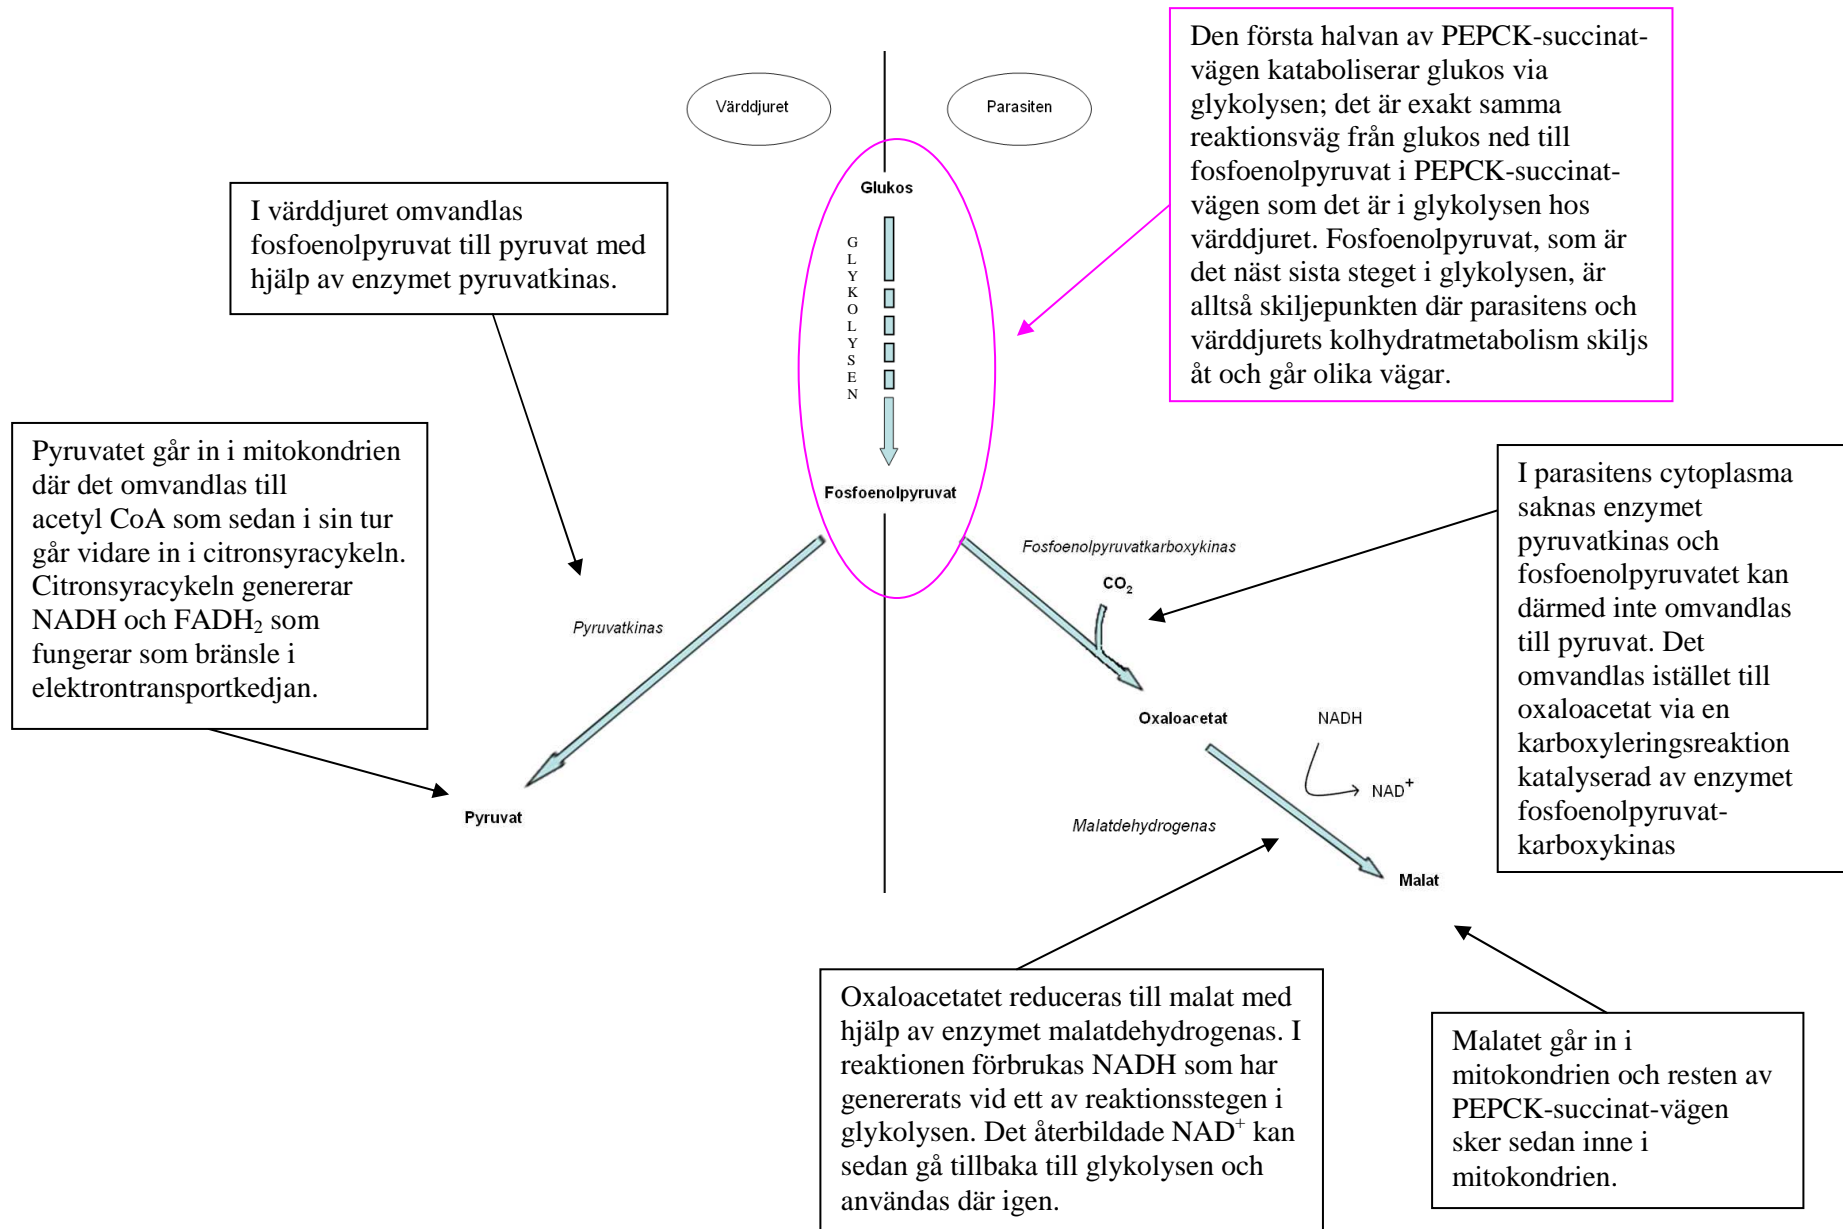 Värddjuret
Parasiten
Den första halvan av PEPCK-succinat-
vägen kataboliserar glukos via
glykolysen; det är exakt samma
reaktionsväg från glukos ned till
fosfoenolpyruvat i PEPCK-succinat-
vägen som det är i glykolysen hos
värddjuret. Fosfoenolpyruvat, som är
det näst sista steget i glykolysen, är
alltså skiljepunkten där parasitens och
värddjurets kolhydratmetabolism skiljs
åt och går olika vägar.
I värddjuret omvandlas
fosfoenolpyruvat till pyruvat med
hjälp av enzymet pyruvatkinas.
Glukos
G
L
Y
K
O
L
Y
S
E
N
Fosfoenolpyruvat
Pyruvatet går in i mitokondrien
där det omvandlas till
acetyl CoA som sedan i sin tur
går vidare in i citronsyracykeln.
Citronsyracykeln genererar
NADH och FADH₂ som
fungerar som bränsle i
elektrontransportkedjan.
Pyruvatkinas
Pyruvat
Fosfoenolpyruvatkarboxykinas
CO₂
I parasitens cytoplasma
saknas enzymet
pyruvatkinas och
fosfoenolpyruvatet kan
därmed inte omvandlas
till pyruvat. Det
omvandlas istället till
oxaloacetat via en
karboxyleringsreaktion
katalyserad av enzymet
fosfoenolpyruvat-
karboxykinas
Oxaloacetat
NADH
NAD⁺
Malatdehydrogenas
Malat
Oxaloacetatet reduceras till malat med
hjälp av enzymet malatdehydrogenas. I
reaktionen förbrukas NADH som har
genererats vid ett av reaktionsstegen i
glykolysen. Det återbildade NAD⁺ kan
sedan gå tillbaka till glykolysen och
användas där igen.
Malatet går in i
mitokondrien och resten av
PEPCK-succinat-vägen
sker sedan inne i
mitokondrien.